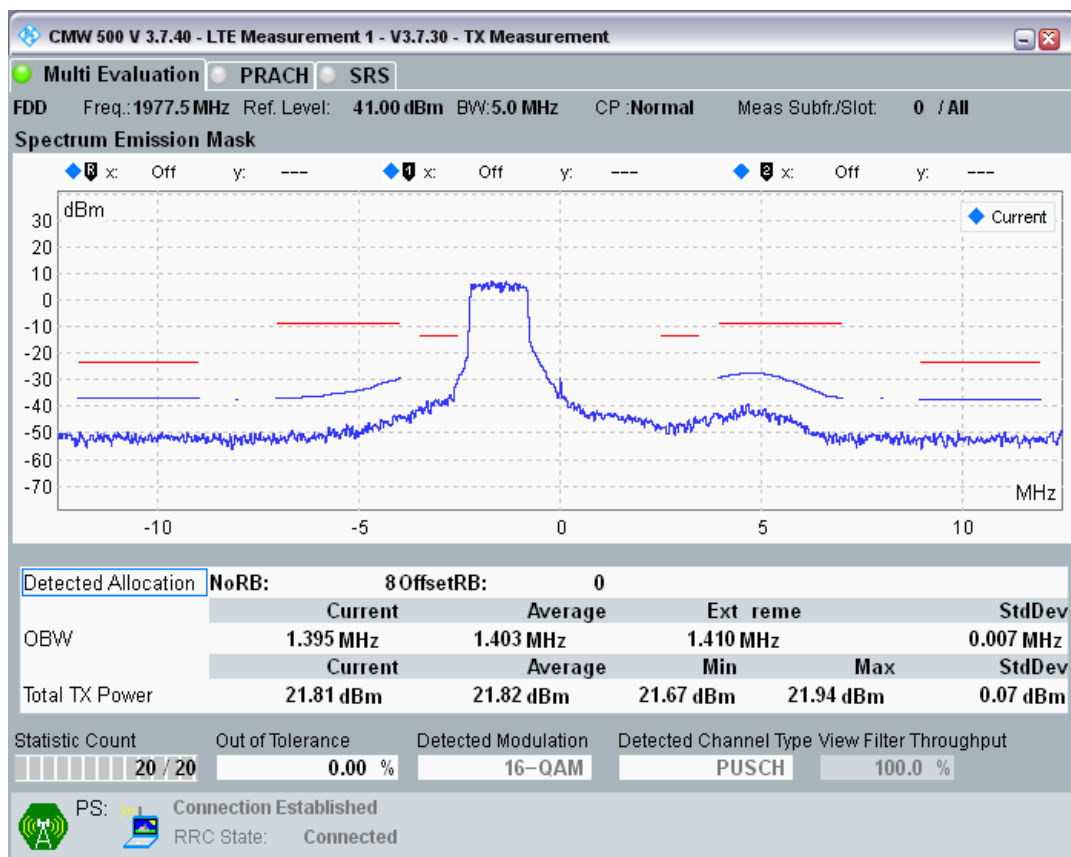 CMW 500 V 3.7.40 - LTE Measurement 1 - V3.7.30 - TX Measurement
Multi Evaluation PRACH SRS
FDD Freq.: 1977.5 MHz Ref. Level: 41.00 dBm BW: 5.0 MHz CP : Normal Meas Subfr./Slot: 0 / All
Spectrum Emission Mask
R x: Off y: --- 1 x: Off y: --- 2 x: Off y: ---
dBm
Current
30
20
10
0
-10
-20
-30
-40
-50
-60
-70
MHz
-10 -5 0 5 10
Detected Allocation NoRB: 8 OffsetRB: 0
Current Average Ext reme StdDev
OBW 1.395 MHz 1.403 MHz 1.410 MHz 0.007 MHz
Current Average Min Max StdDev
Total TX Power 21.81 dBm 21.82 dBm 21.67 dBm 21.94 dBm 0.07 dBm
Statistic Count Out of Tolerance Detected Modulation Detected Channel Type View Filter Throughput
20 / 20 0.00 % 16-QAM PUSCH 100.0 %
PS: Connection Established
RRC State: Connected